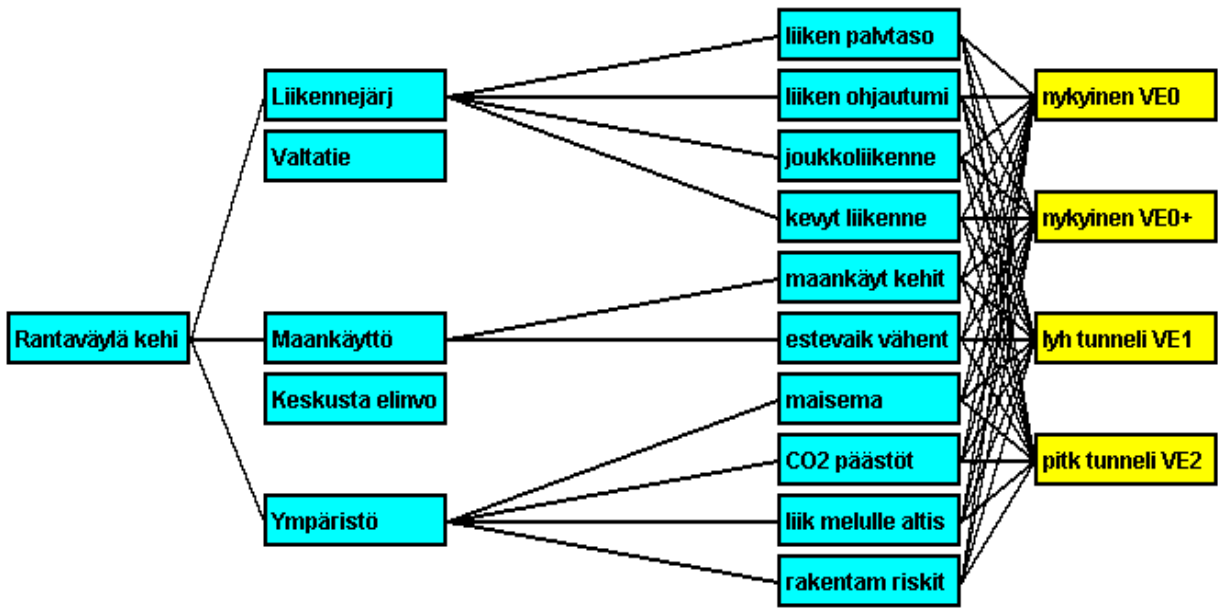 Rantaväylä kehi
Liikennejärj
Valtatie
Maankäyttö
Keskusta elinvo
Ympäristö
liiken palvtaso
liiken ohjautumi
joukkoliikenne
kevyt liikenne
maankäyt kehit
estevaik vähent
maisema
CO2 päästöt
liik melulle altis
rakentam riskit
nykyinen VE0
nykyinen VE0+
lyh tunneli VE1
pitk tunneli VE2